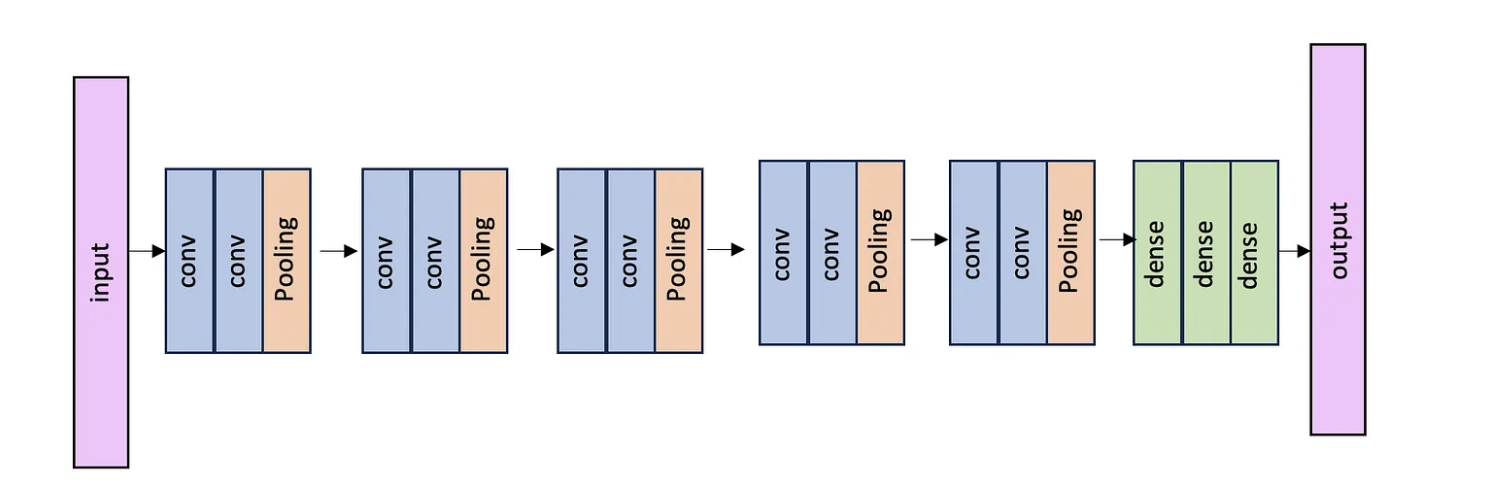 input
conv
conv
Pooling
conv
conv
Pooling
conv
conv
Pooling
conv
conv
Pooling
conv
conv
Pooling
dense
dense
dense
output